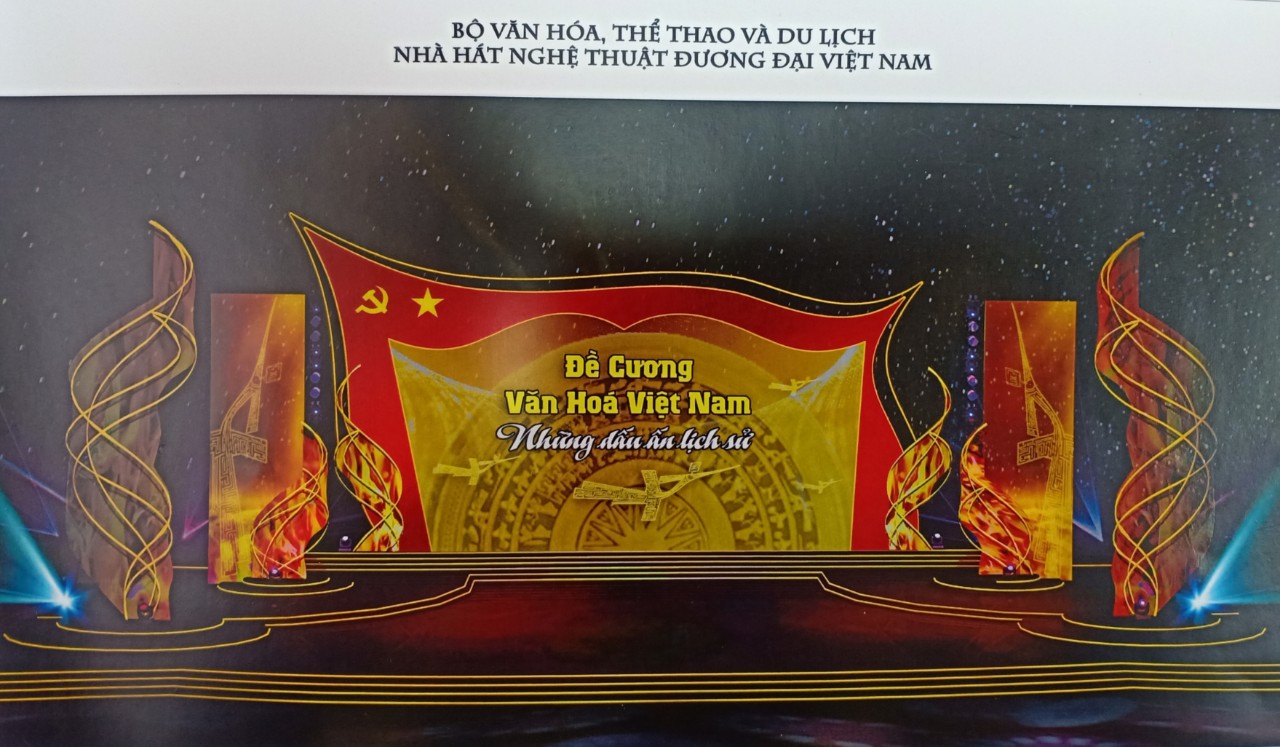 BỘ VĂN HÓA, THỂ THAO VÀ DU LỊCH
NHÀ HÁT NGHỆ THUẬT ĐƯƠNG ĐẠI VIỆT NAM
Đề Cương
Văn Hoá Việt Nam
Những dấu ấn lịch sử